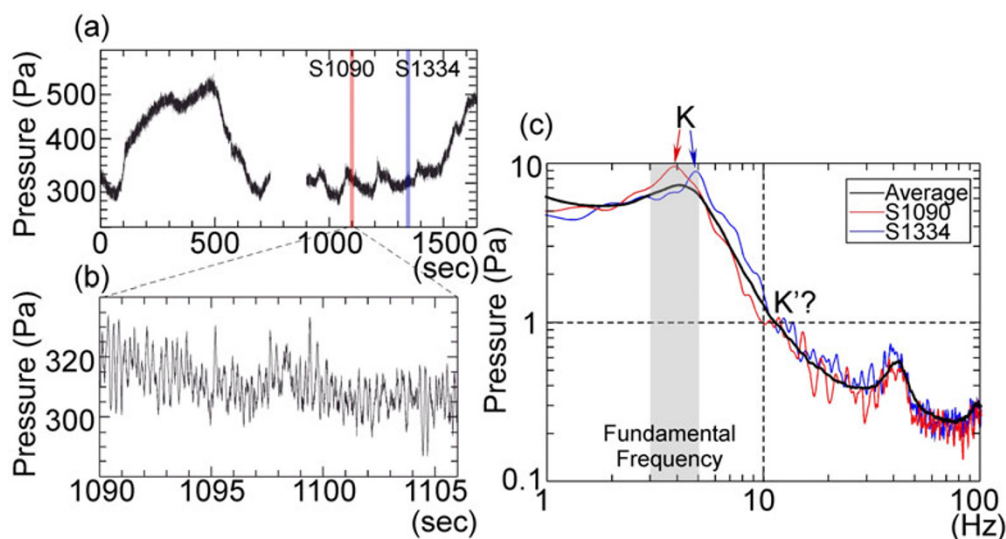 (a)
Pressure (Pa)
500
400
300
S1090
S1334
0
500
1000
1500
(sec)
(b)
Pressure (Pa)
320
300
1090
1095
1100
1105
(sec)
(c)
Pressure (Pa)
10
1
0.1
K
K'?
Average
S1090
S1334
Fundamental
Frequency
1
10
100
(Hz)